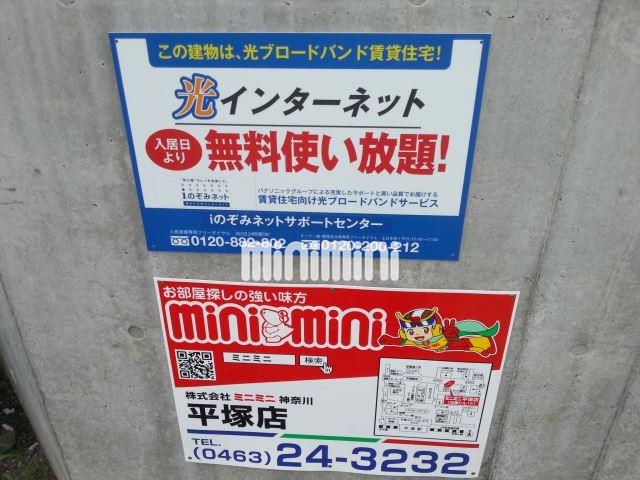 この建物は、光ブロードバンド賃貸住宅!
光インターネット
入居日
より
無料使い放題!
iのぞみネット
パナソニックグループによる充実したサポートと高い品質でお届けする
賃貸住宅向け光ブロードバンドサービス
iのぞみネットサポートセンター
0120-882-802
0120-200-212
minimini
お部屋探しの強い味方
mini mini
ミニミニ 検索
株式会社 ミニミニ 神奈川
平塚店
TEL.
(0463) 24-3232